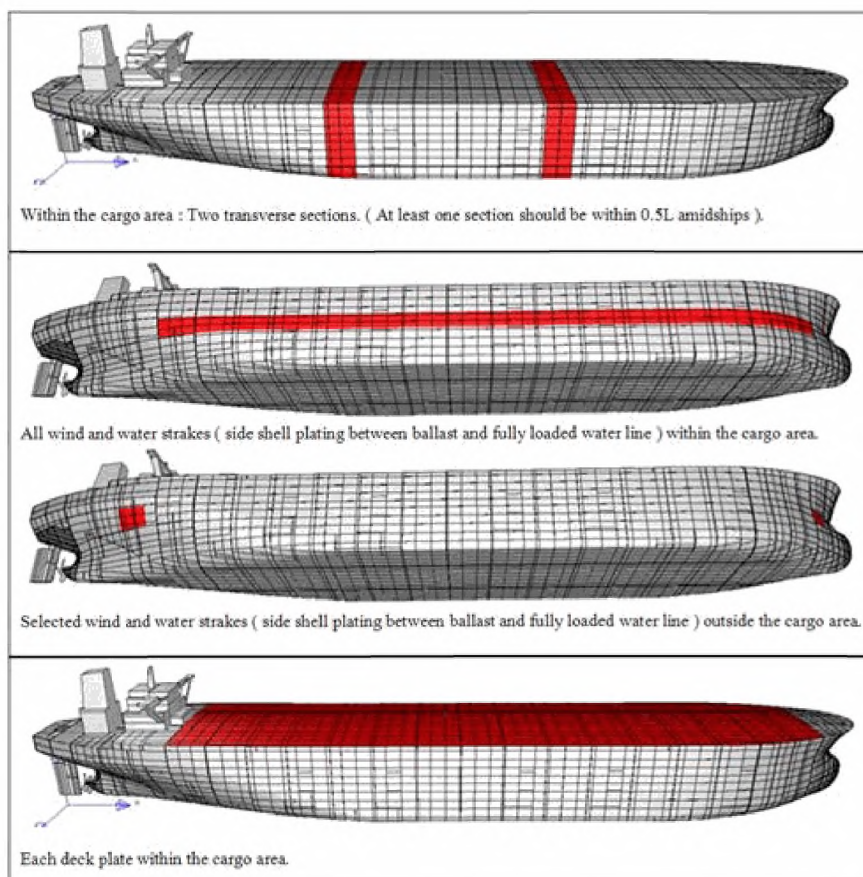 Within the cargo area : Two transverse sections. ( At least one section should be within 0.5L amidships ).
All wind and water strakes ( side shell plating between ballast and fully loaded water line ) within the cargo area.
Selected wind and water strakes ( side shell plating between ballast and fully loaded water line ) outside the cargo area.
Each deck plate within the cargo area.